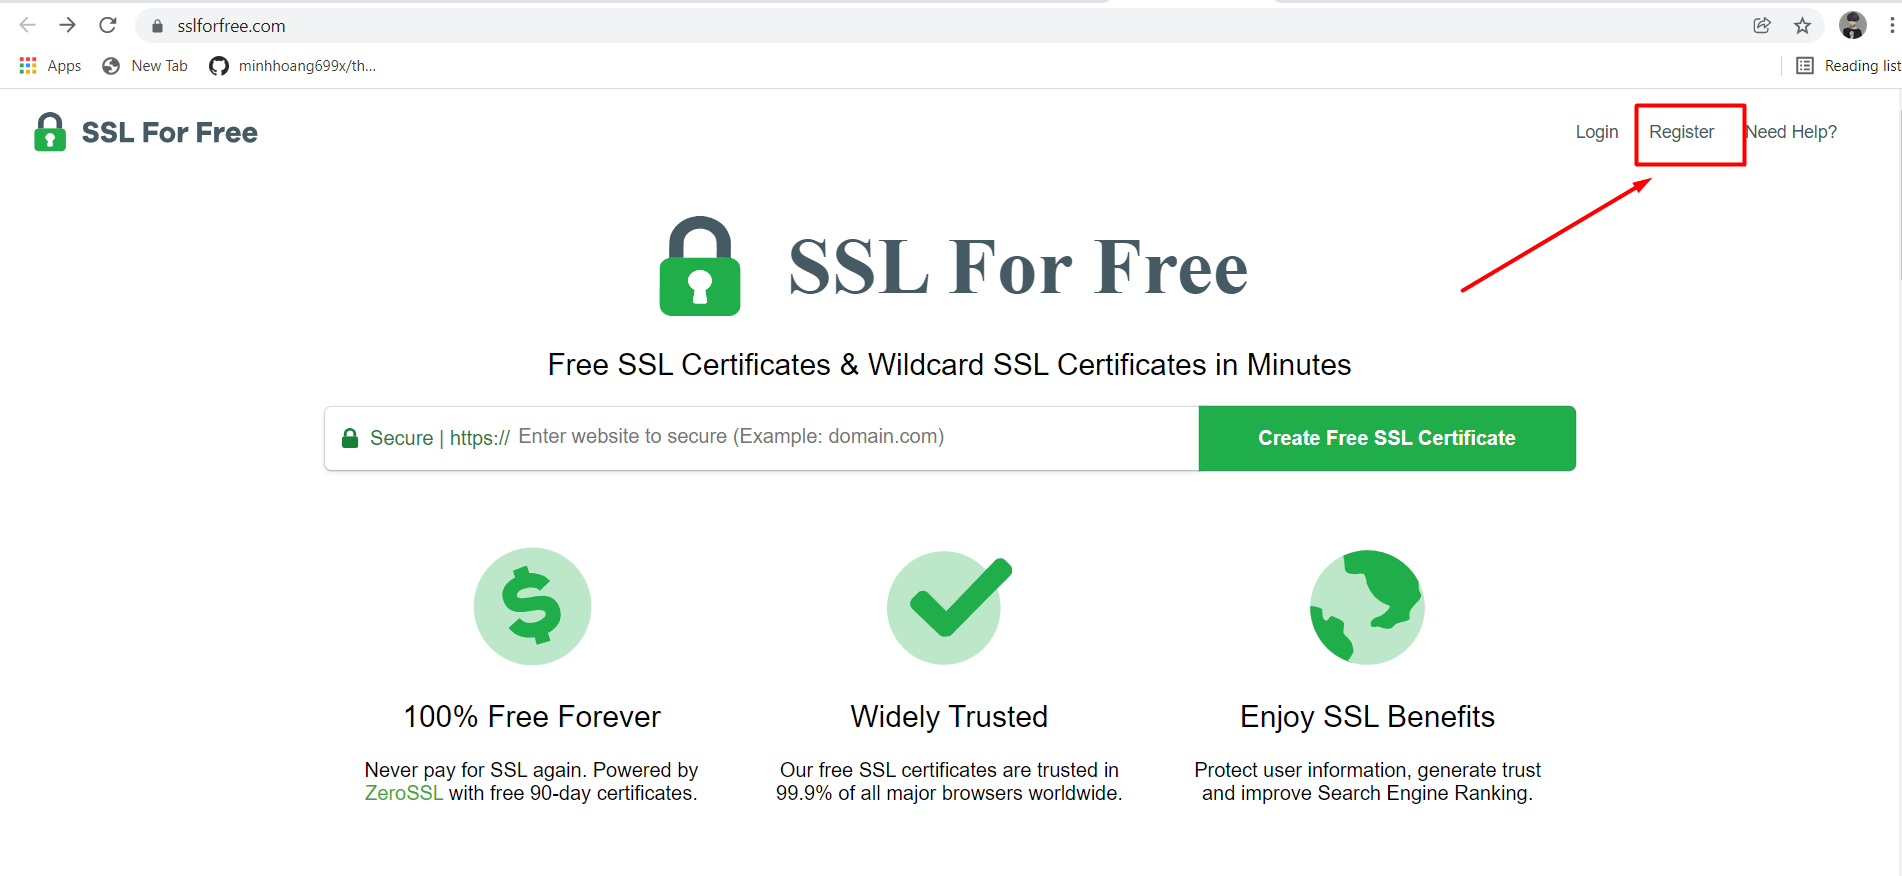 sslforfree.com
Apps New Tab minhhoang699x/th... Reading list
SSL For Free Login Register Need Help?
SSL For Free
Free SSL Certificates & Wildcard SSL Certificates in Minutes
Secure | https:// Enter website to secure (Example: domain.com) Create Free SSL Certificate
100% Free Forever
Never pay for SSL again. Powered by
ZeroSSL with free 90-day certificates.
Widely Trusted
Our free SSL certificates are trusted in
99.9% of all major browsers worldwide.
Enjoy SSL Benefits
Protect user information, generate trust
and improve Search Engine Ranking.